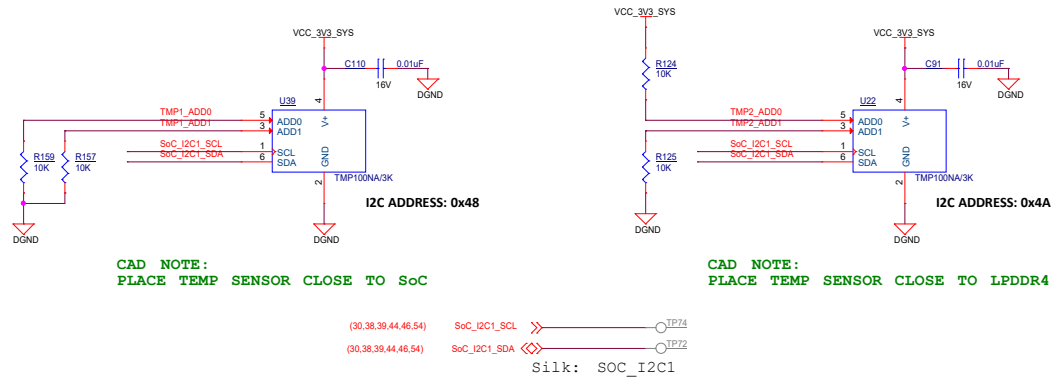 VCC_3V3_SYS
C110 0.01uF
16V
DGND
U39
4
TMP1_ADD0 5 ADD0 V+
TMP1_ADD1 3 ADD1
SoC_I2C1_SCL 1 SCL
SoC_I2C1_SDA 6 SDA GND
R159 R157
10K 10K
TMP100NA/3K
2
I2C ADDRESS: 0x48
DGND
DGND
CAD NOTE:
PLACE TEMP SENSOR CLOSE TO SoC
VCC_3V3_SYS
VCC_3V3_SYS
R124
10K
C91 0.01uF
16V
DGND
U22
4
TMP2_ADD0 5 ADD0 V+
TMP2_ADD1 3 ADD1
SoC_I2C1_SCL 1 SCL
SoC_I2C1_SDA 6 SDA GND
R125
10K
TMP100NA/3K
2
I2C ADDRESS: 0x4A
DGND
DGND
CAD NOTE:
PLACE TEMP SENSOR CLOSE TO LPDDR4
(30,38,39,44,46,54) SoC_I2C1_SCL TP74
(30,38,39,44,46,54) SoC_I2C1_SDA TP72
Silk: SOC_I2C1